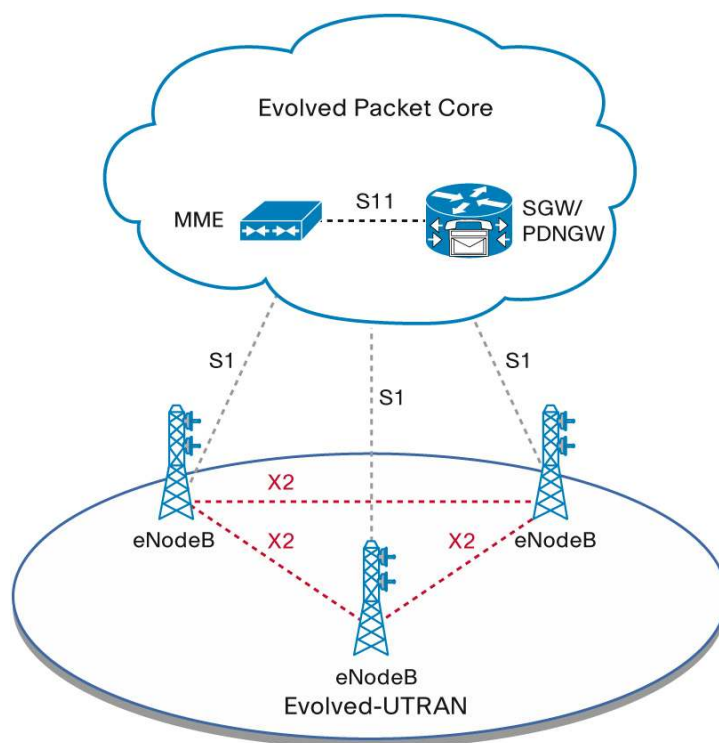 Evolved Packet Core
S11
MME
SGW/
PDNGW
S1
S1
S1
X2
eNodeB
X2
X2
eNodeB
eNodeB
Evolved-UTRAN